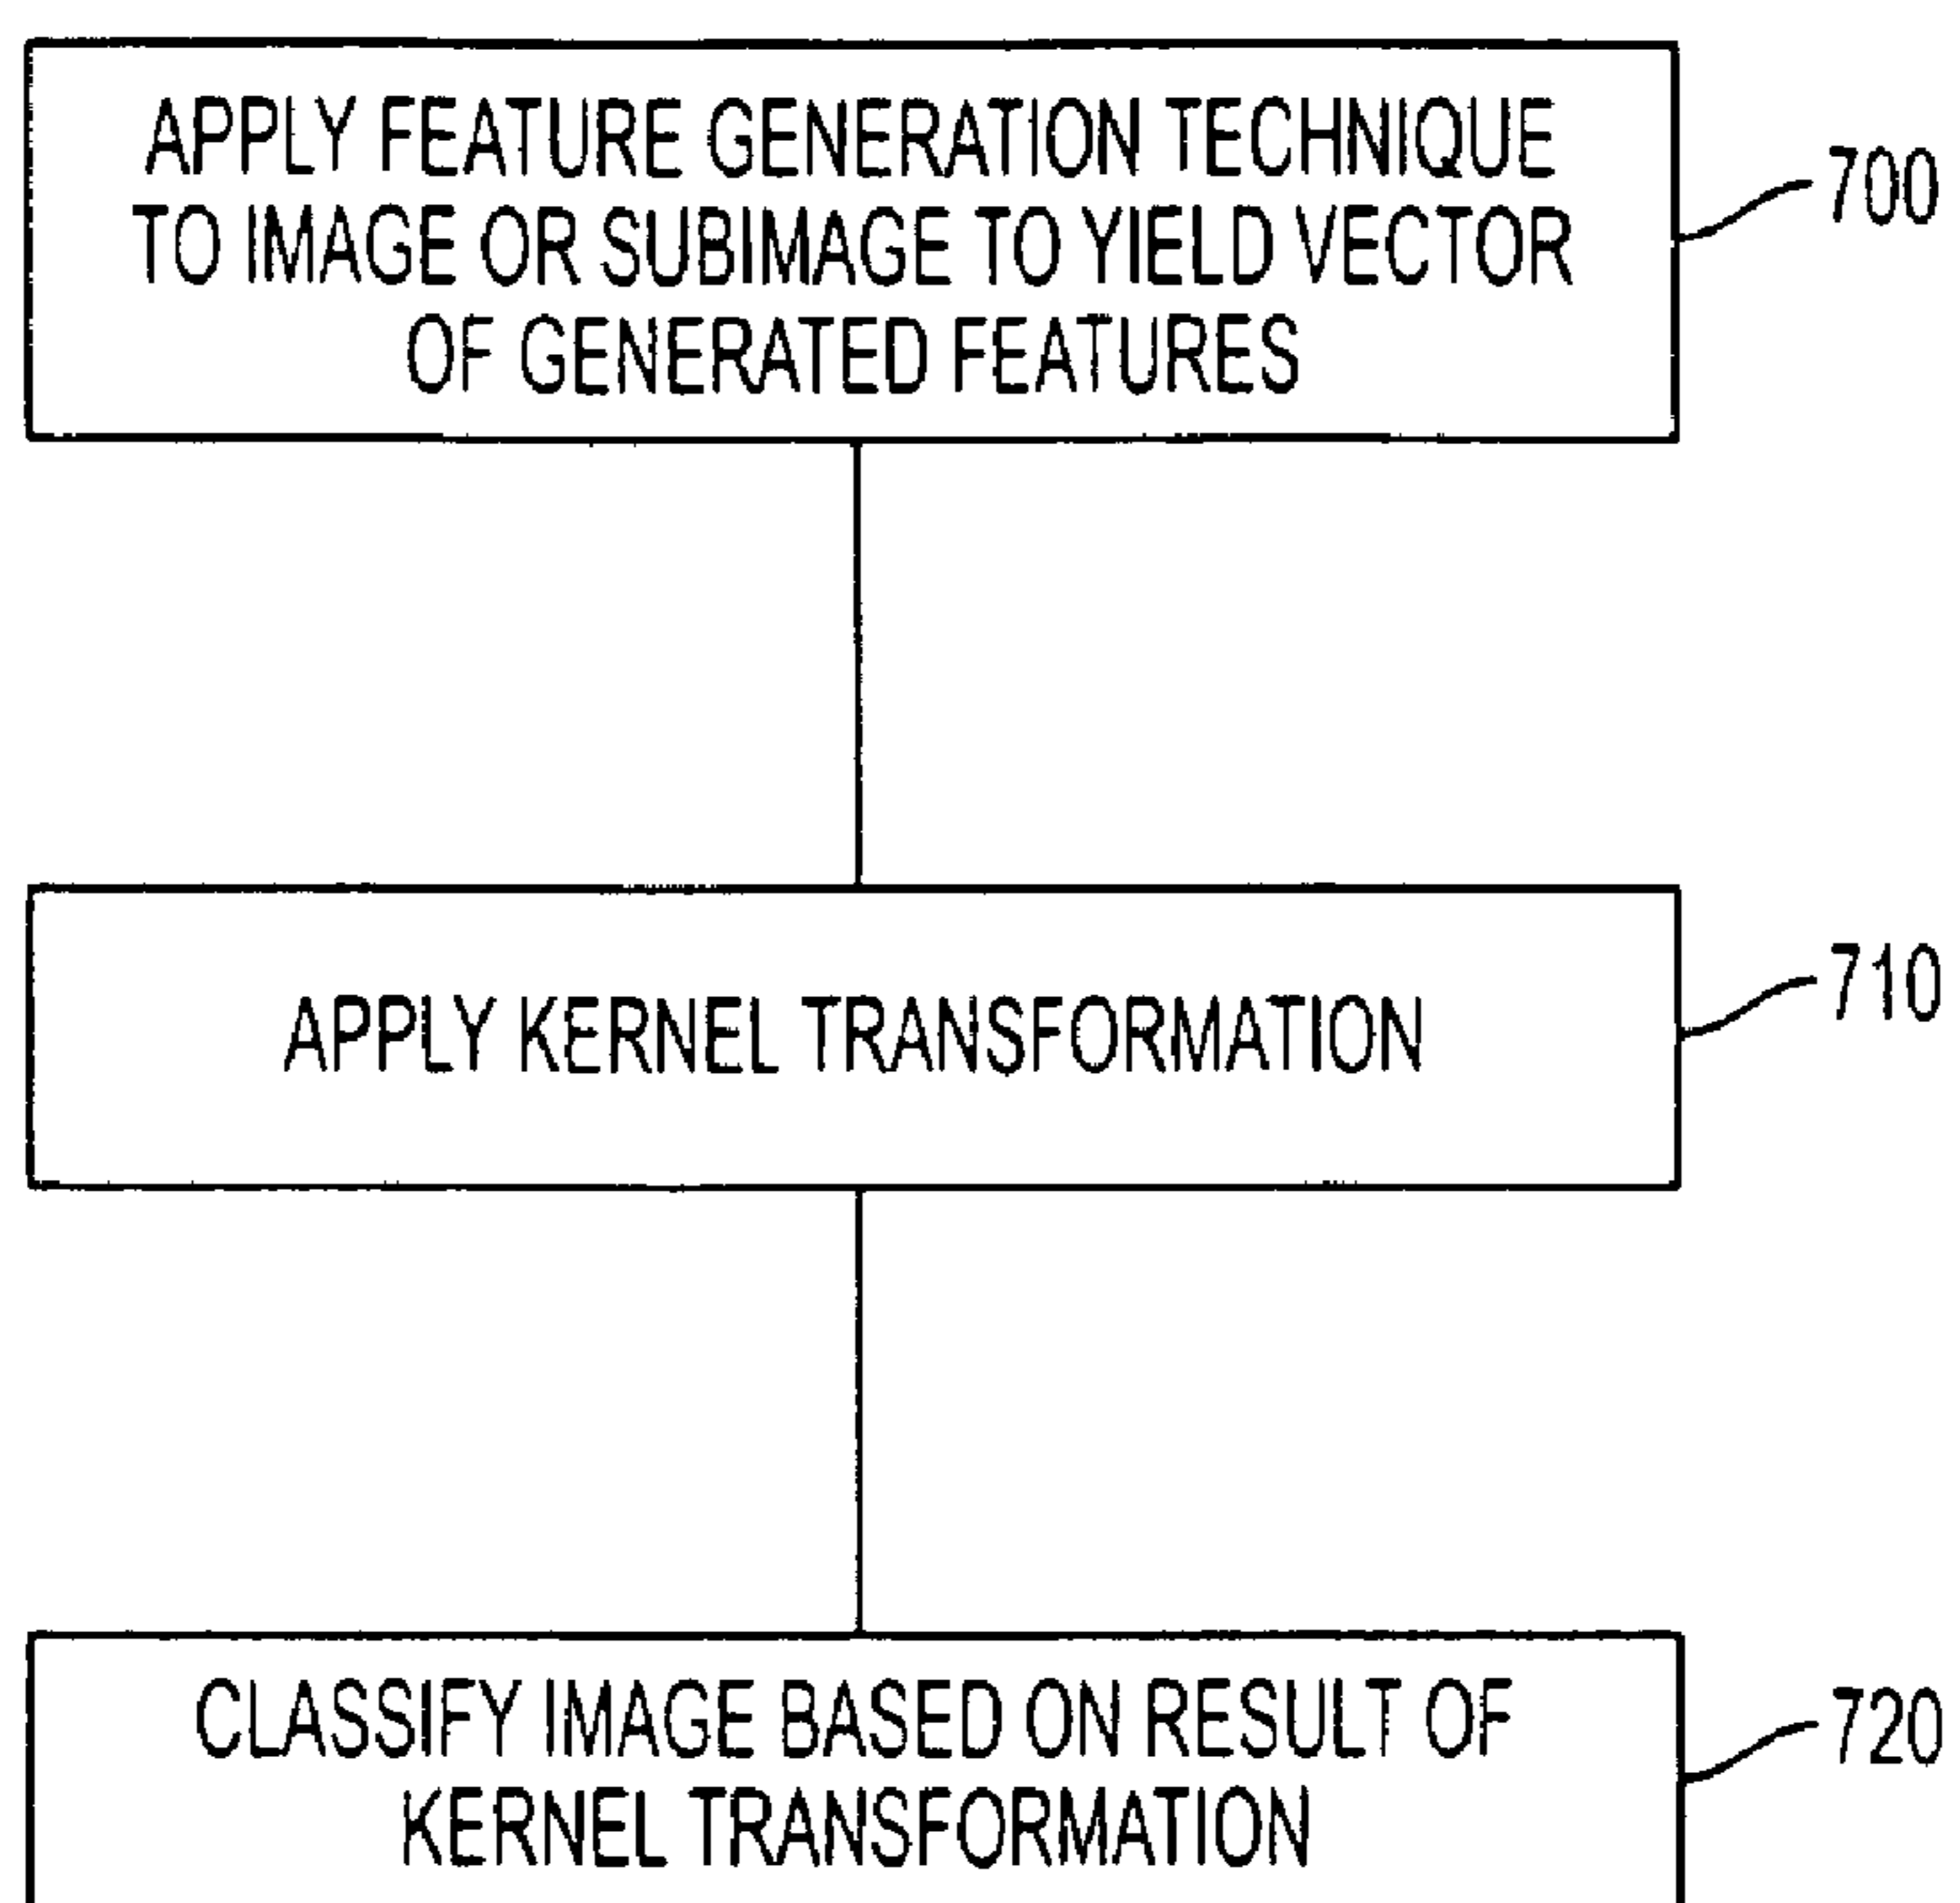 APPLY FEATURE GENERATION TECHNIQUE
TO IMAGE OR SUBIMAGE TO YIELD VECTOR
OF GENERATED FEATURES
700
APPLY KERNEL TRANSFORMATION
710
CLASSIFY IMAGE BASED ON RESULT OF
KERNEL TRANSFORMATION
720